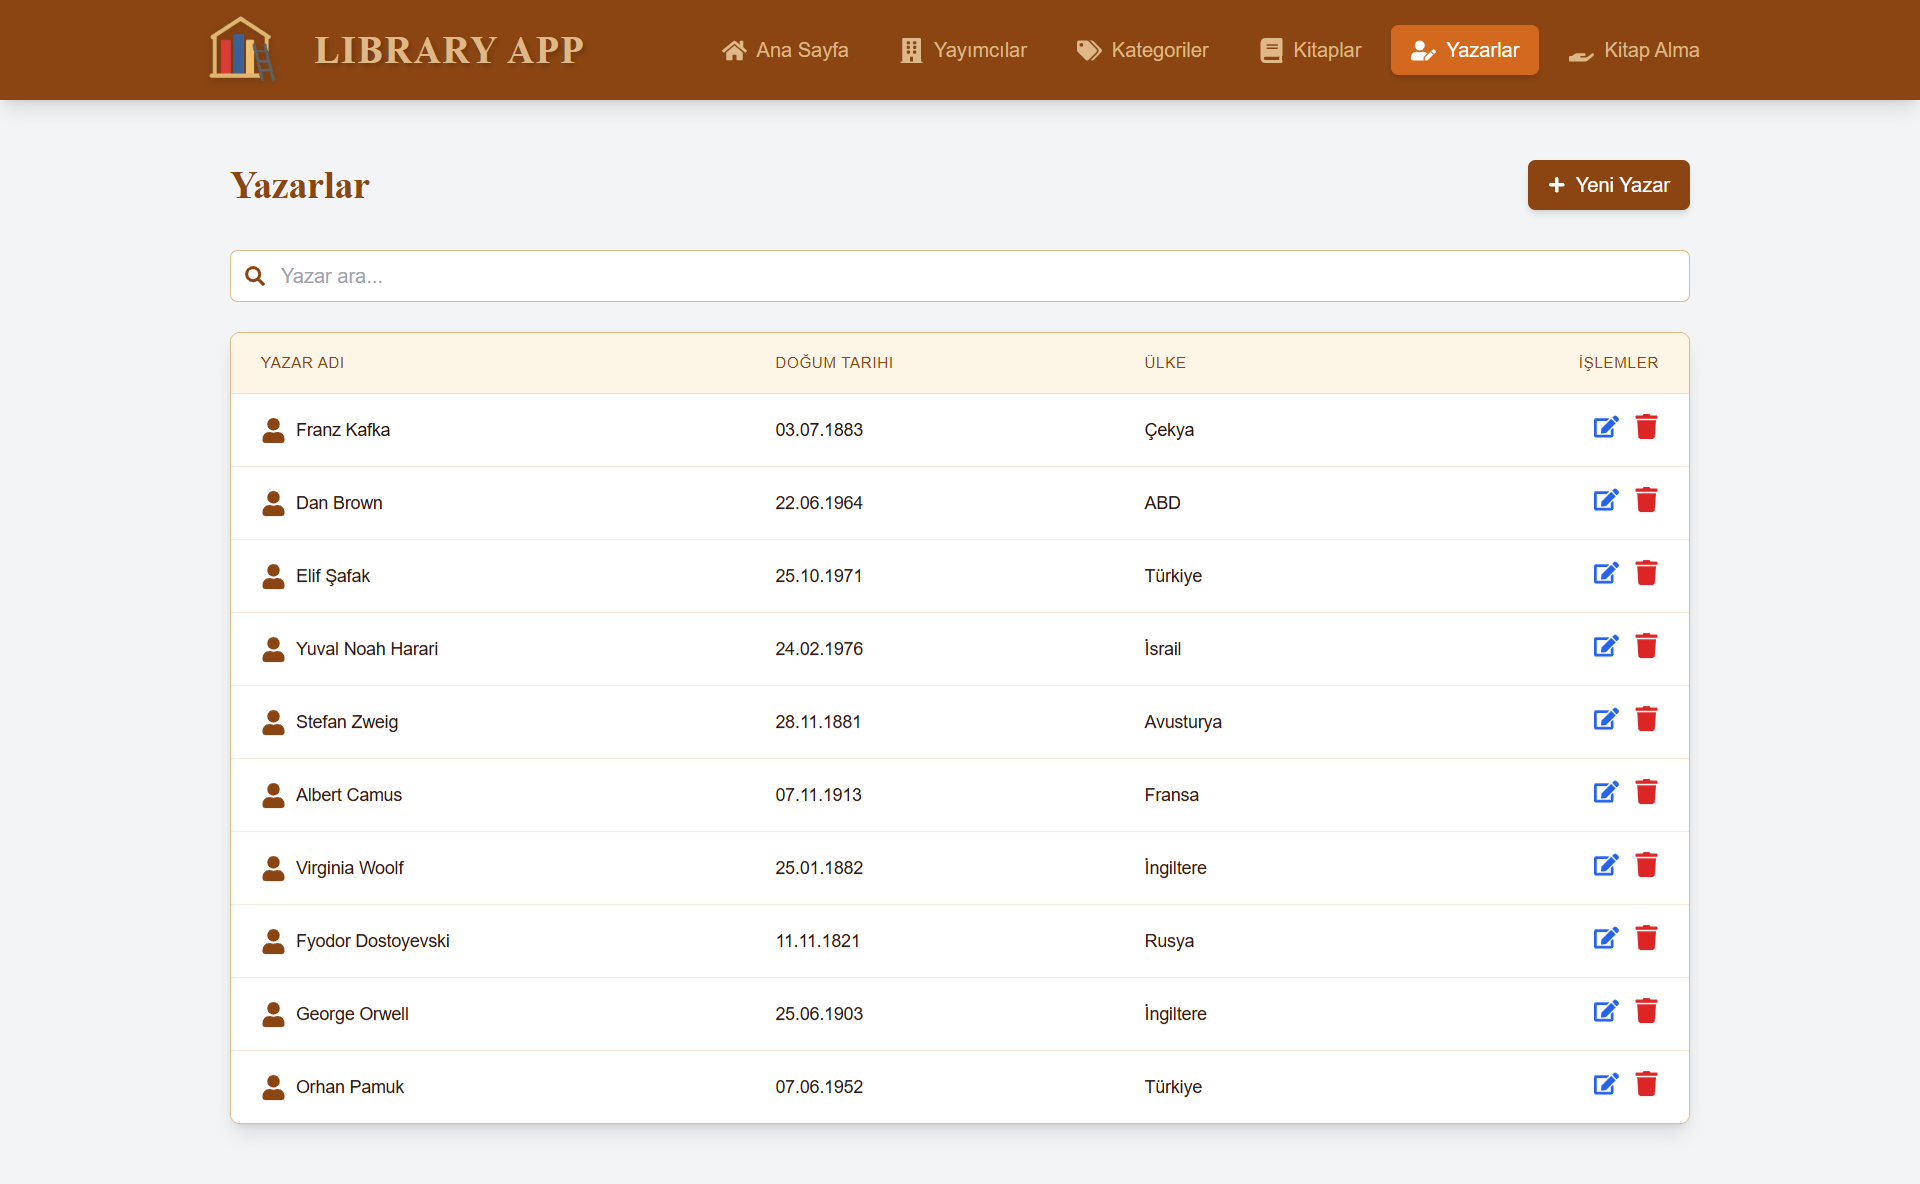 LIBRARY APP
Ana Sayfa
Yayımcılar
Kategoriler
Kitaplar
Yazarlar
Kitap Alma
Yazarlar
Yeni Yazar
Yazar ara...
YAZAR ADI DOĞUM TARIHI ÜLKE İŞLEMLER
Franz Kafka 03.07.1883 Çekya
Dan Brown 22.06.1964 ABD
Elif Şafak 25.10.1971 Türkiye
Yuval Noah Harari 24.02.1976 İsrail
Stefan Zweig 28.11.1881 Avusturya
Albert Camus 07.11.1913 Fransa
Virginia Woolf 25.01.1882 İngiltere
Fyodor Dostoyevski 11.11.1821 Rusya
George Orwell 25.06.1903 İngiltere
Orhan Pamuk 07.06.1952 Türkiye